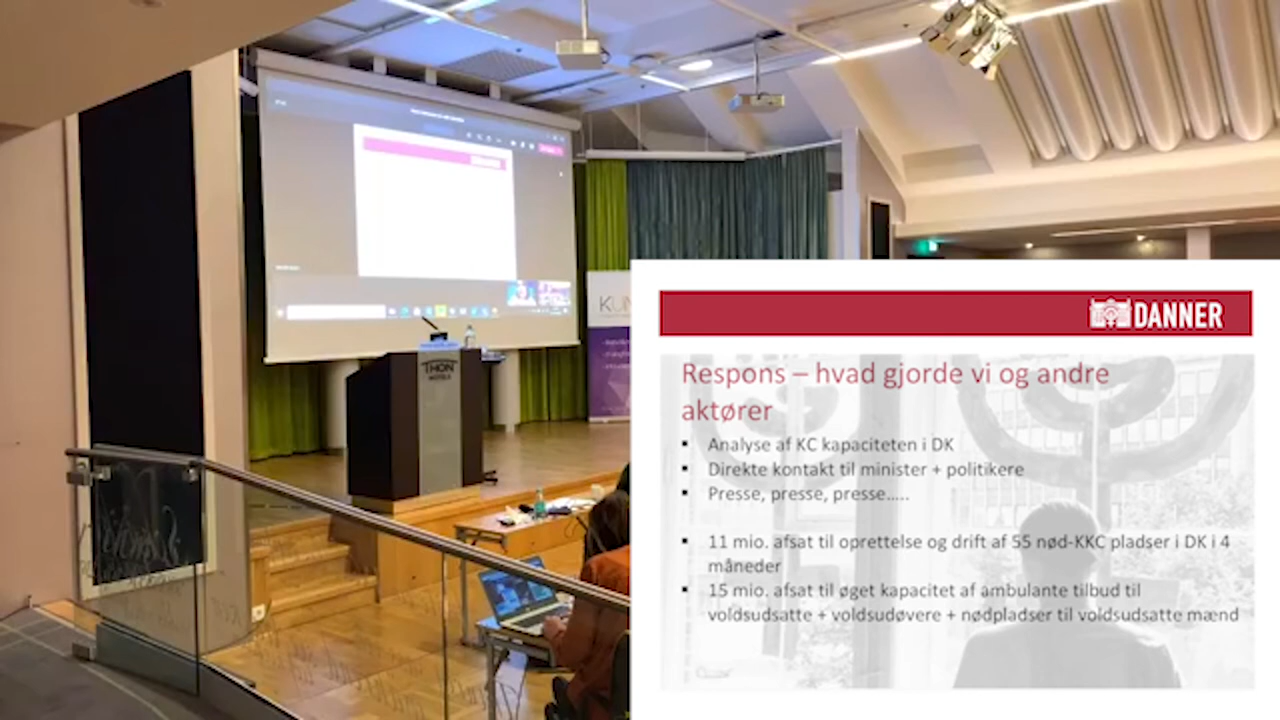 THON
HOTELS
KUN
DANNER
Respons – hvad gjorde vi og andre
aktører
▪ Analyse af KC kapaciteten i DK
▪ Direkte kontakt til minister + politikere
▪ Presse, presse, presse.....
▪ 11 mio. afsat til oprettelse og drift af 55 nød-KKC pladser i DK i 4
måneder
▪ 15 mio. afsat til øget kapacitet af ambulante tilbud til
voldsudsatte + voldsudøvere + nødpladser til voldsudsatte mænd